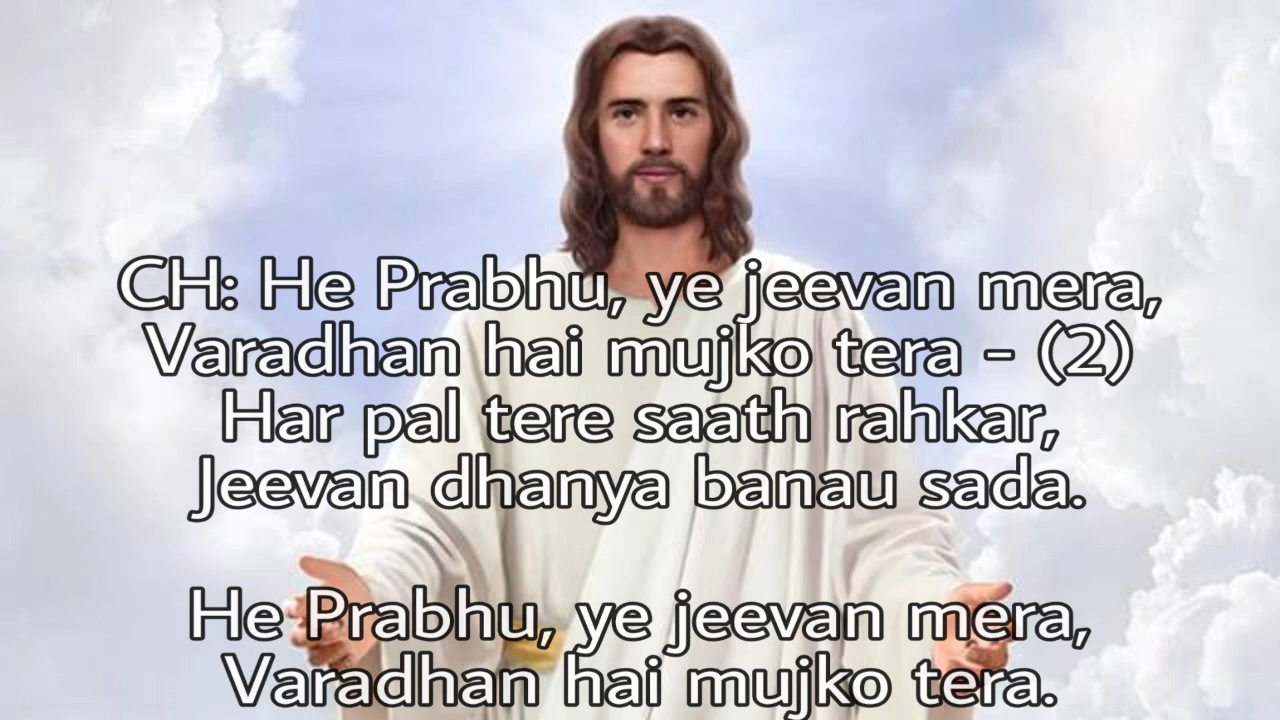 CH: He Prabhu, ye jeevan mera,
Varadhan hai mujko tera - (2)
Har pal tere saath rahkar,
Jeevan dhanya banau sada.
He Prabhu, ye jeevan mera,
Varadhan hai mujko tera.